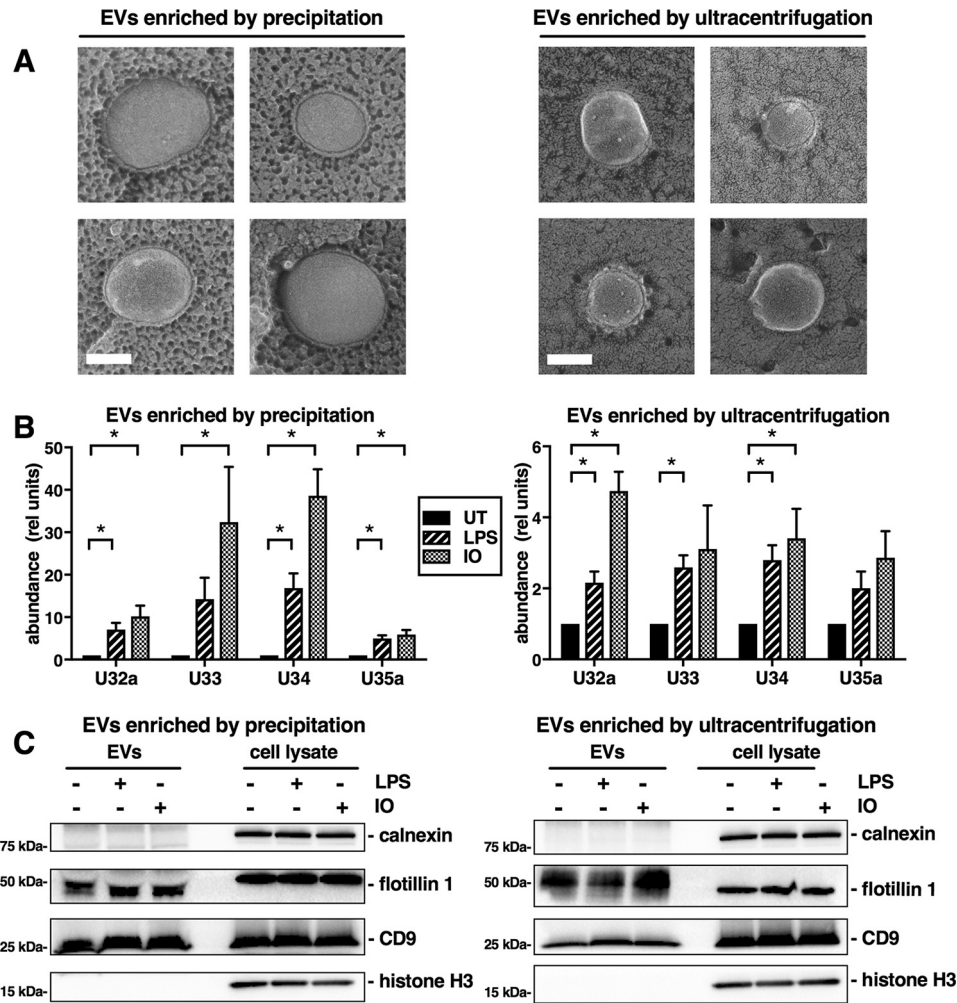 EVs enriched by precipitation
EVs enriched by ultracentrifugation
A
B
EVs enriched by precipitation
abundance (rel units)
50
40
30
20
10
0
* * * *
* * *
U32a U33 U34 U35a
UT
LPS
IO
EVs enriched by ultracentrifugation
abundance (rel units)
6
4
2
0
* *
* * *
U32a U33 U34 U35a
C
EVs enriched by precipitation
EVs cell lysate
- + - - + - LPS
- - + - - + IO
75 kDa- - calnexin
50 kDa- - flotillin 1
25 kDa- - CD9
15 kDa- - histone H3
EVs enriched by ultracentrifugation
EVs cell lysate
- + - - + - LPS
- - + - - + IO
75 kDa- - calnexin
50 kDa- - flotillin 1
25 kDa- - CD9
15 kDa- - histone H3